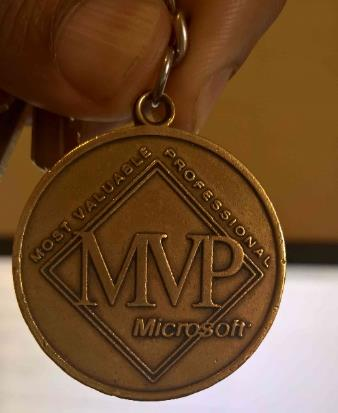 MOST VALUABLE PROFESSIONAL
MVP
Microsoft